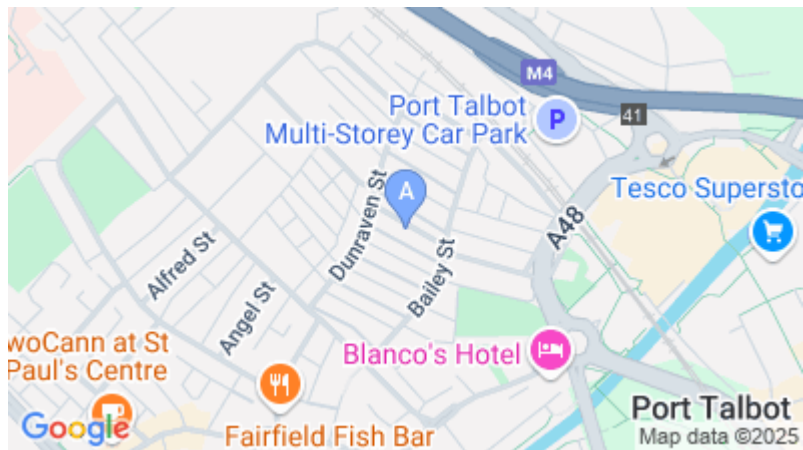 M4
41
Port Talbot
Multi-Storey Car Park
P
A
Tesco Supersto
A48
Dunraven St
Bailey St
Alfred St
Angel St
woCann at St
Paul's Centre
Blanco's Hotel
Fairfield Fish Bar
Port Talbot
Google
Map data ©2025